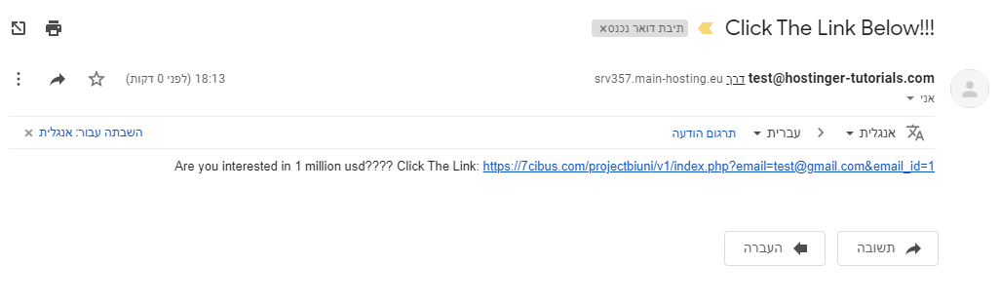 Click The Link Below!!!
תיבת דואר נכנס ×
test@hostinger-tutorials.com דרך srv357.main-hosting.eu
18:13 (לפני 0 דקות)
אני
אנגלית
עברית
תרגום הודעה
השבתה עבור: אנגלית ×
Are you interested in 1 million usd???? Click The Link: https://7cibus.com/projectbiuni/v1/index.php?email=test@gmail.com&email_id=1
תשובה
העברה